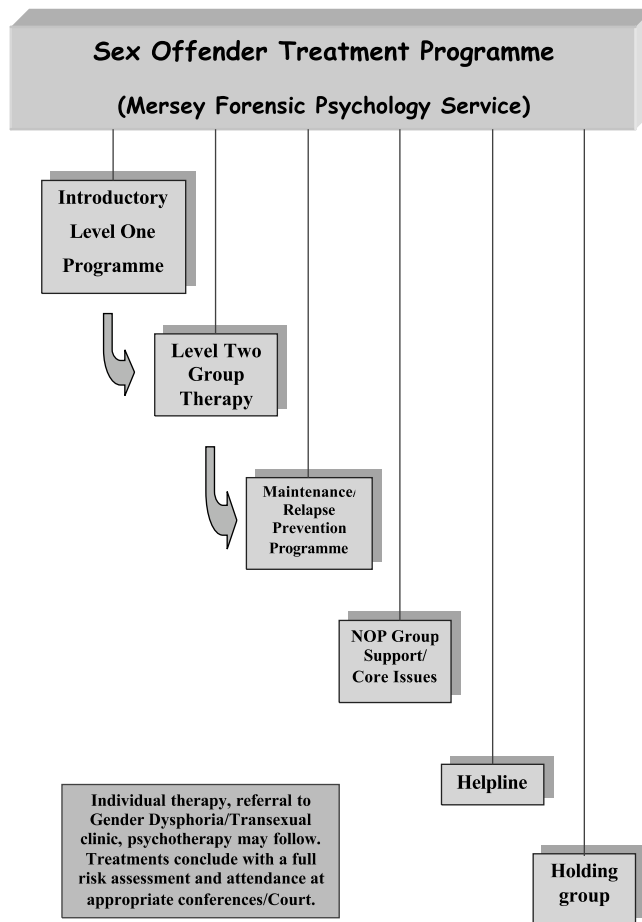 Sex Offender Treatment Programme
(Mersey Forensic Psychology Service)
Introductory
Level One
Programme
Level Two
Group
Therapy
Maintenance/
Relapse
Prevention
Programme
NOP Group
Support/
Core Issues
Helpline
Individual therapy, referral to
Gender Dysphoria/Transexual
clinic, psychotherapy may follow.
Treatments conclude with a full
risk assessment and attendance at
appropriate conferences/Court.
Holding
group